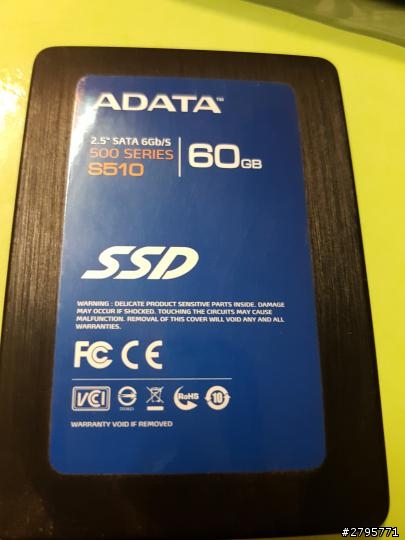 ADATA™
2.5" SATA 6Gb/S
500 SERIES
S510
60GB
SSD
WARNING : DELICATE PRODUCT SENSITIVE PARTS INSIDE. DAMAGE
MAY OCCUR IF SHOCKED. TOUCHING THE CIRCUITS MAY CAUSE
MALFUNCTION. REMOVAL OF THIS COVER WILL VOID ANY AND ALL
WARRANTIES.
FC CE
VCI RoHS 10
WARRANTY VOID IF REMOVED
#2795771